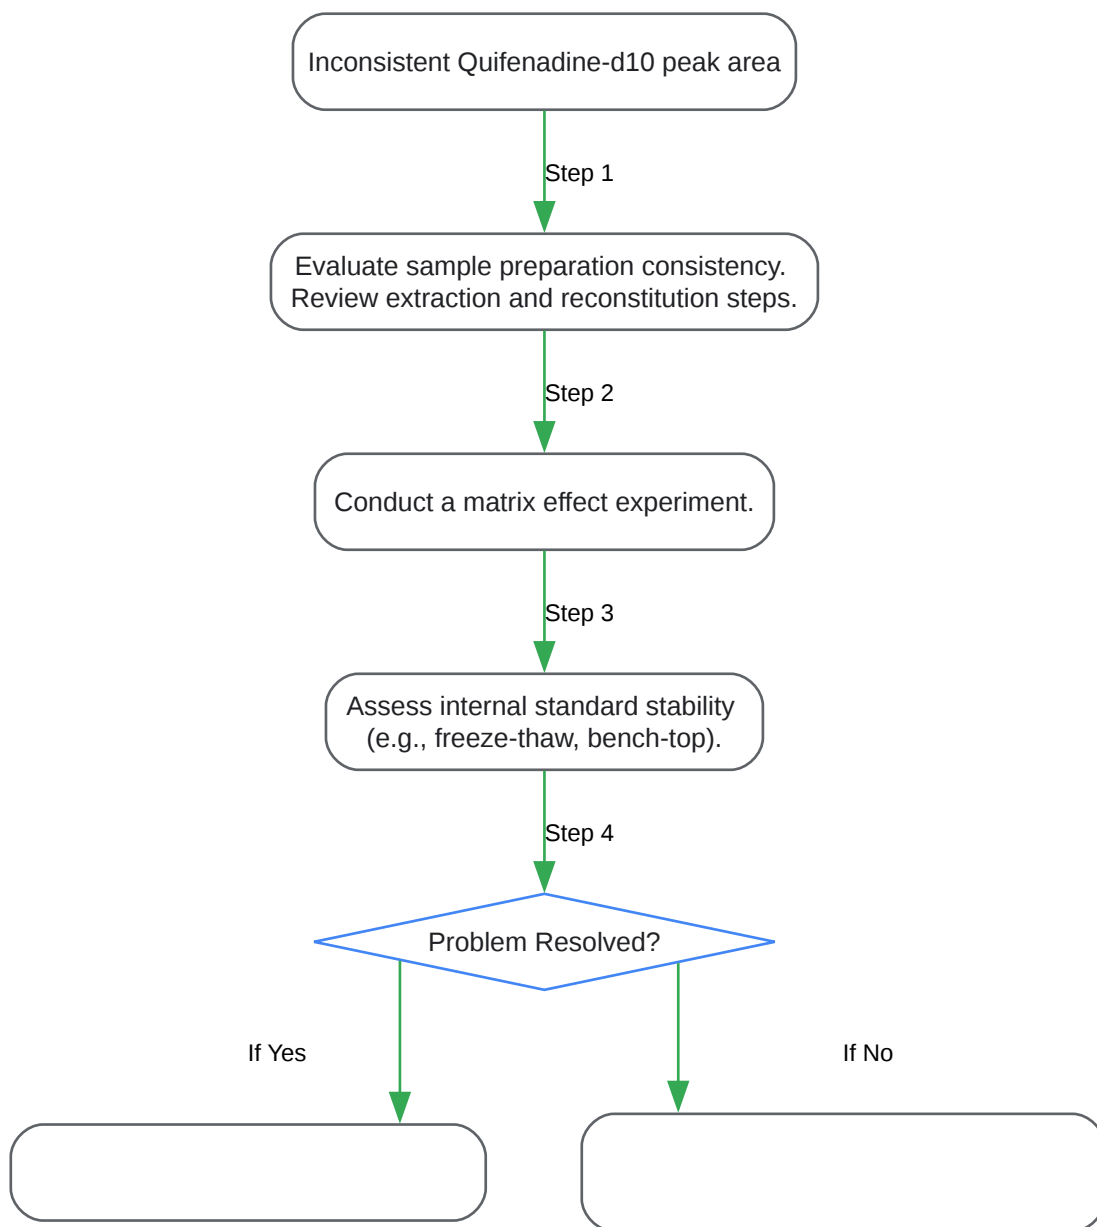 Inconsistent Quifenadine-d10 peak area
Step 1
Evaluate sample preparation consistency.
Review extraction and reconstitution steps.
Step 2
Conduct a matrix effect experiment.
Step 3
Assess internal standard stability
(e.g., freeze-thaw, bench-top).
Step 4
Problem Resolved?
If Yes
If No